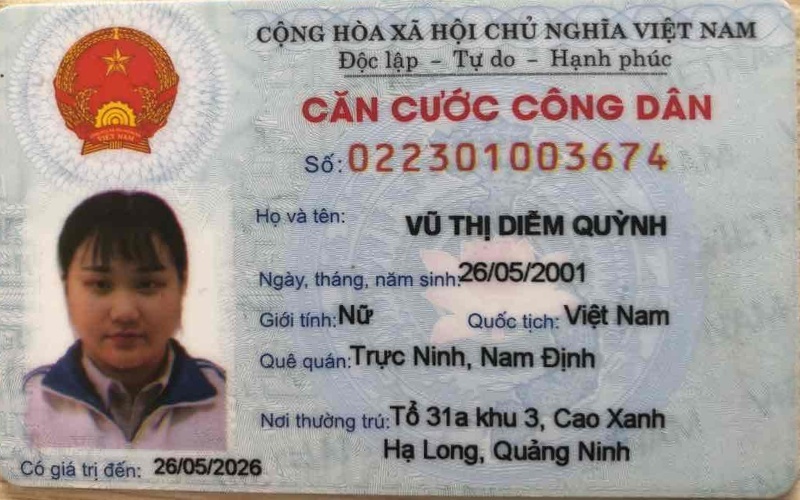 CỘNG HÒA XÃ HỘI CHỦ NGHĨA VIỆT NAM
Độc lập - Tự do - Hạnh phúc
CĂN CƯỚC CÔNG DÂN
Số: 022301003674
Họ và tên: VŨ THỊ DIỄM QUỲNH
Ngày, tháng, năm sinh: 26/05/2001
Giới tính: Nữ Quốc tịch: Việt Nam
Quê quán: Trực Ninh, Nam Định
Nơi thường trú: Tổ 31a khu 3, Cao Xanh
Hạ Long, Quảng Ninh
Có giá trị đến: 26/05/2026